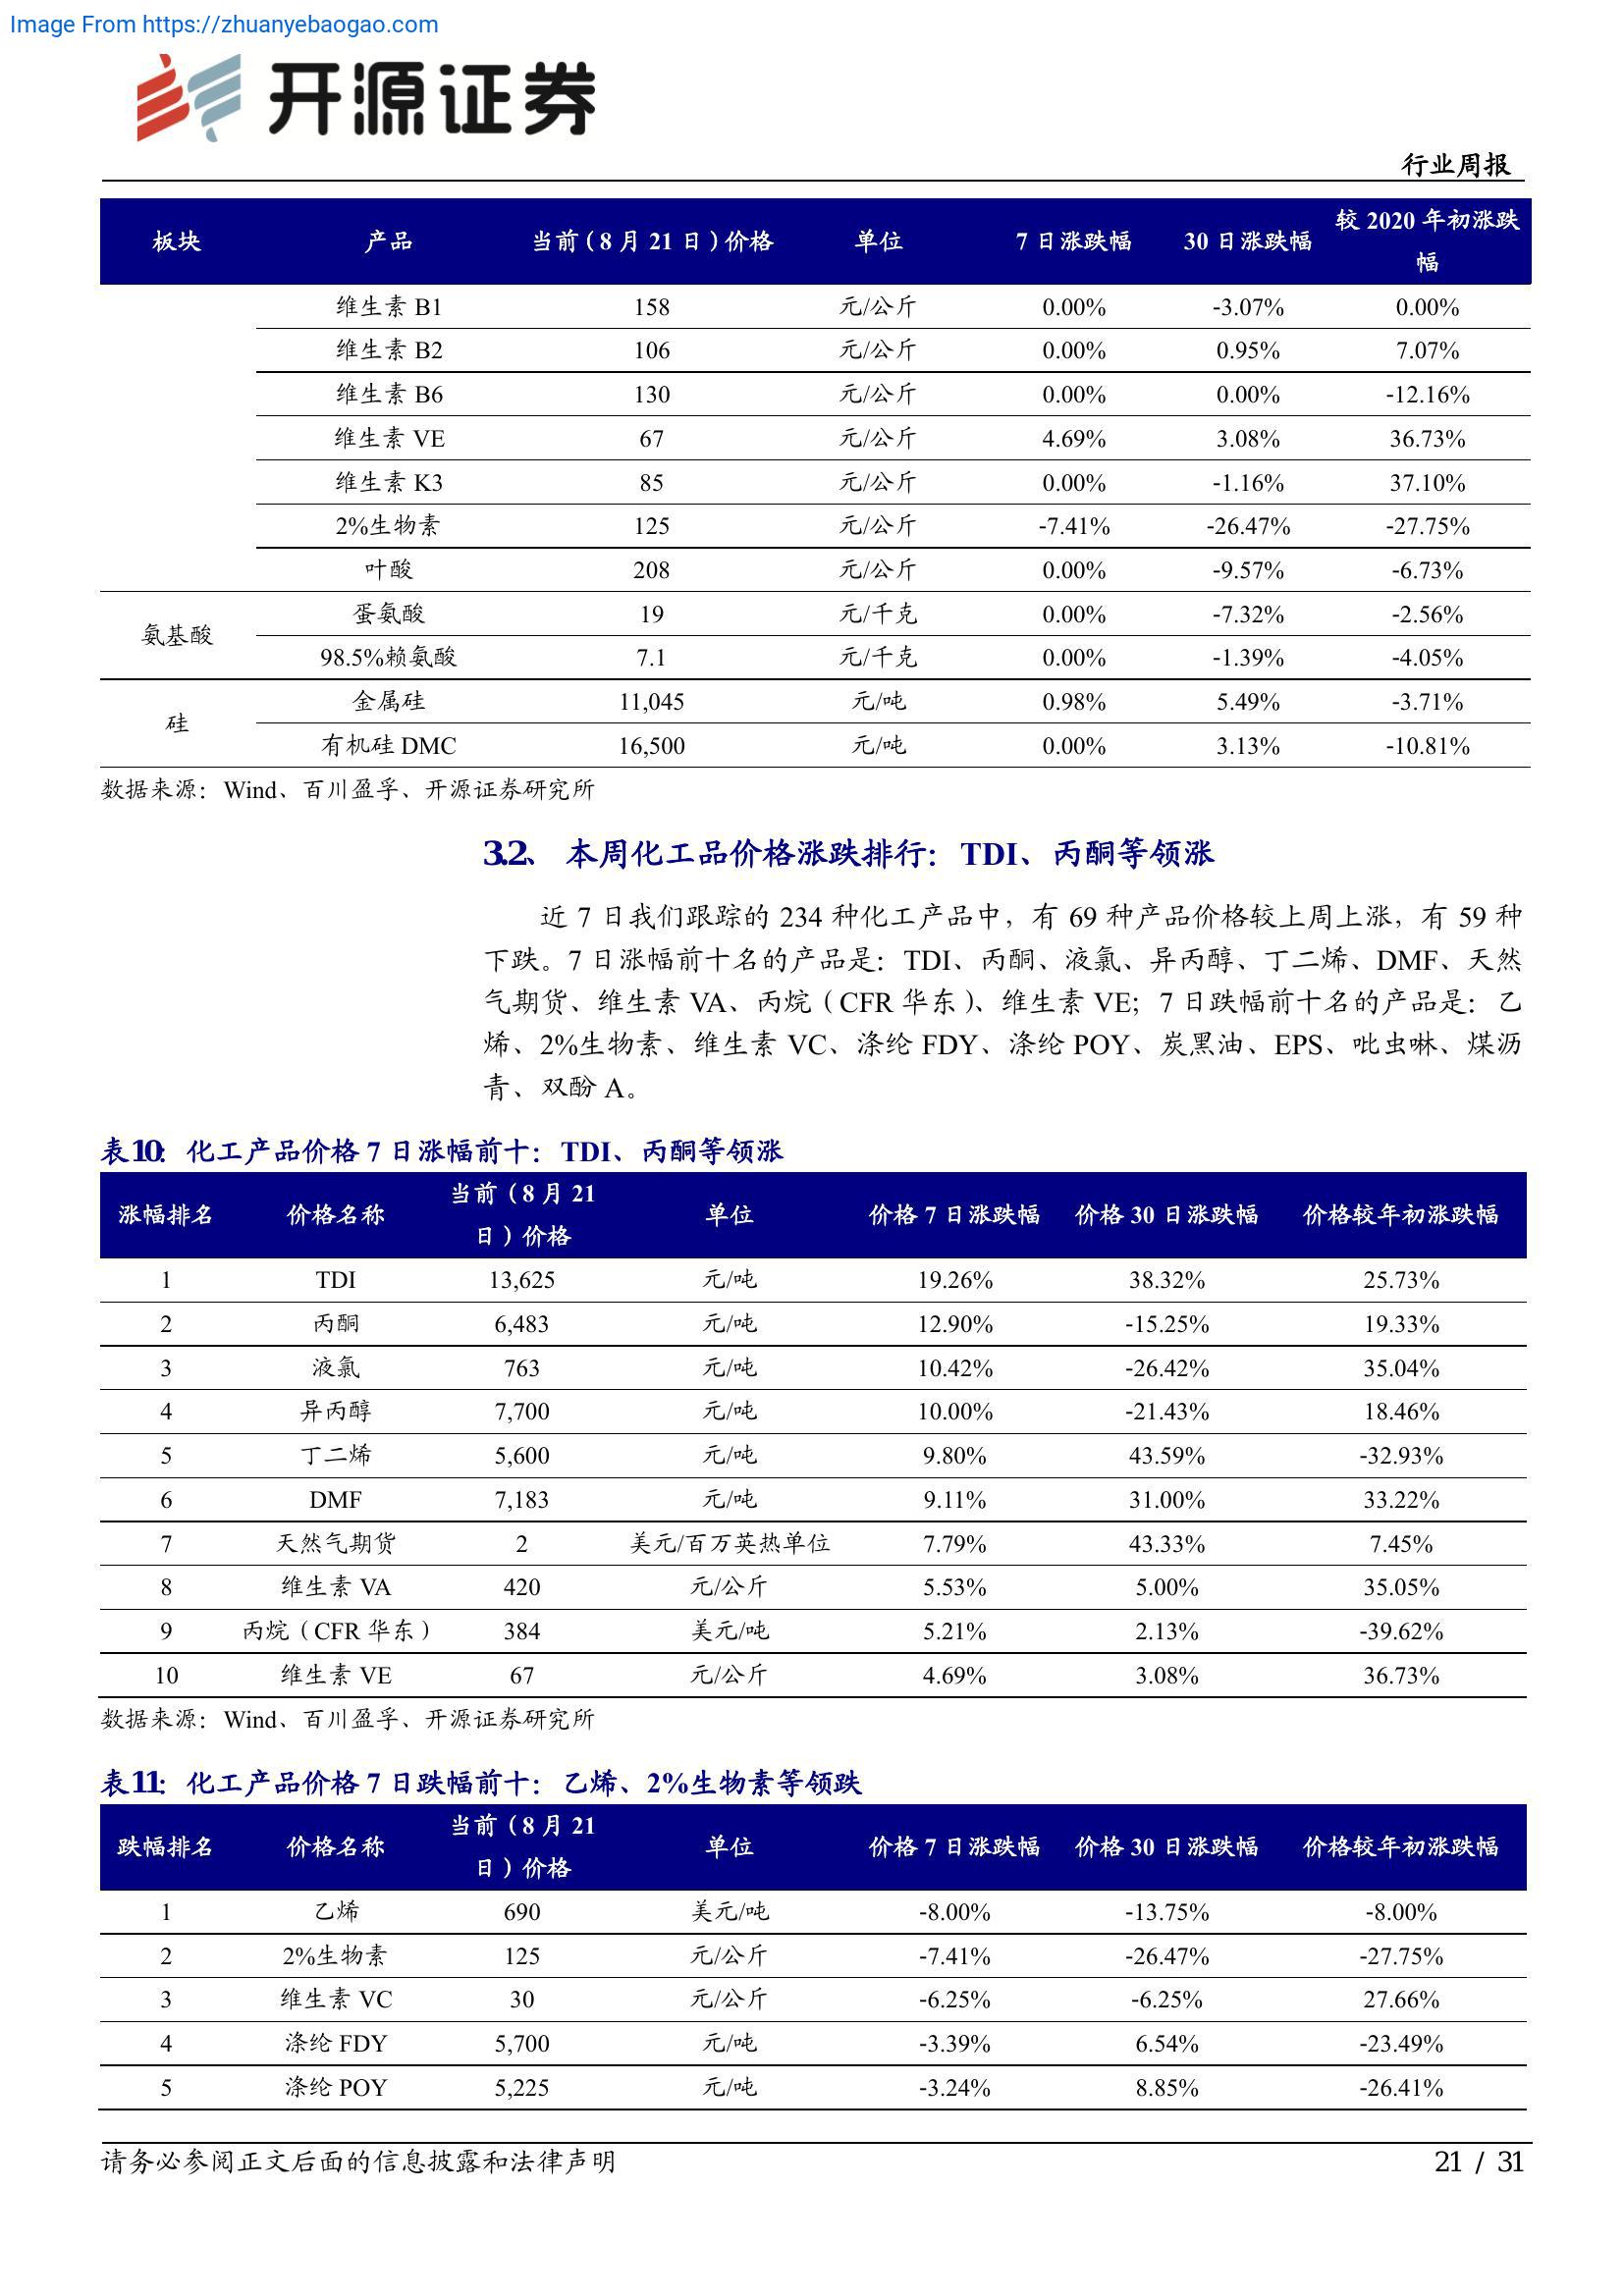 Image From https://zhuanyebaogao.com
开源证券
行业周报
板块 产品 当前（8 月 21 日）价格 单位 7 日涨跌幅 30 日涨跌幅 较 2020 年初涨跌
幅
维生素 B1 158 元/公斤 0.00% -3.07% 0.00%
维生素 B2 106 元/公斤 0.00% 0.95% 7.07%
维生素 B6 130 元/公斤 0.00% 0.00% -12.16%
维生素 VE 67 元/公斤 4.69% 3.08% 36.73%
维生素 K3 85 元/公斤 0.00% -1.16% 37.10%
2%生物素 125 元/公斤 -7.41% -26.47% -27.75%
叶酸 208 元/公斤 0.00% -9.57% -6.73%
氨基酸 蛋氨酸 19 元/千克 0.00% -7.32% -2.56%
98.5%赖氨酸 7.1 元/千克 0.00% -1.39% -4.05%
硅 金属硅 11,045 元/吨 0.98% 5.49% -3.71%
有机硅 DMC 16,500 元/吨 0.00% 3.13% -10.81%
数据来源：Wind、百川盈孚、开源证券研究所
3.2、 本周化工品价格涨跌排行：TDI、丙酮等领涨
近 7 日我们跟踪的 234 种化工产品中，有 69 种产品价格较上周上涨，有 59 种
下跌。7 日涨幅前十名的产品是：TDI、丙酮、液氯、异丙醇、丁二烯、DMF、天然
气期货、维生素 VA、丙烷（CFR 华东）、维生素 VE；7 日跌幅前十名的产品是：乙
烯、2%生物素、维生素 VC、涤纶 FDY、涤纶 POY、炭黑油、EPS、吡虫啉、煤沥
青、双酚 A。
表10：化工产品价格 7 日涨幅前十：TDI、丙酮等领涨
涨幅排名 价格名称 当前（8 月 21
日）价格 单位 价格 7 日涨跌幅 价格 30 日涨跌幅 价格较年初涨跌幅
1 TDI 13,625 元/吨 19.26% 38.32% 25.73%
2 丙酮 6,483 元/吨 12.90% -15.25% 19.33%
3 液氯 763 元/吨 10.42% -26.42% 35.04%
4 异丙醇 7,700 元/吨 10.00% -21.43% 18.46%
5 丁二烯 5,600 元/吨 9.80% 43.59% -32.93%
6 DMF 7,183 元/吨 9.11% 31.00% 33.22%
7 天然气期货 2 美元/百万英热单位 7.79% 43.33% 7.45%
8 维生素 VA 420 元/公斤 5.53% 5.00% 35.05%
9 丙烷（CFR 华东） 384 美元/吨 5.21% 2.13% -39.62%
10 维生素 VE 67 元/公斤 4.69% 3.08% 36.73%
数据来源：Wind、百川盈孚、开源证券研究所
表11：化工产品价格 7 日跌幅前十：乙烯、2%生物素等领跌
跌幅排名 价格名称 当前（8 月 21
日）价格 单位 价格 7 日涨跌幅 价格 30 日涨跌幅 价格较年初涨跌幅
1 乙烯 690 美元/吨 -8.00% -13.75% -8.00%
2 2%生物素 125 元/公斤 -7.41% -26.47% -27.75%
3 维生素 VC 30 元/公斤 -6.25% -6.25% 27.66%
4 涤纶 FDY 5,700 元/吨 -3.39% 6.54% -23.49%
5 涤纶 POY 5,225 元/吨 -3.24% 8.85% -26.41%
请务必参阅正文后面的信息披露和法律声明
21 / 31